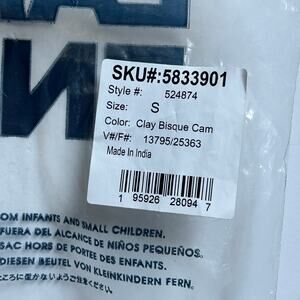 SKU#:5833901
Style #: 524874
Size: S
Color: Clay Bisque Cam
V#/F#: 13795/25363
Made In India
1 95926 28094 7
OM INFANTS AND SMALL CHILDREN.
FUERA DEL ALCANCE DE NIÑOS PEQUEÑOS.
SAC HORS DE PORTÉE DES ENFANTS.
DIESEN BEUTEL VON KLEINKINDERN FERN.